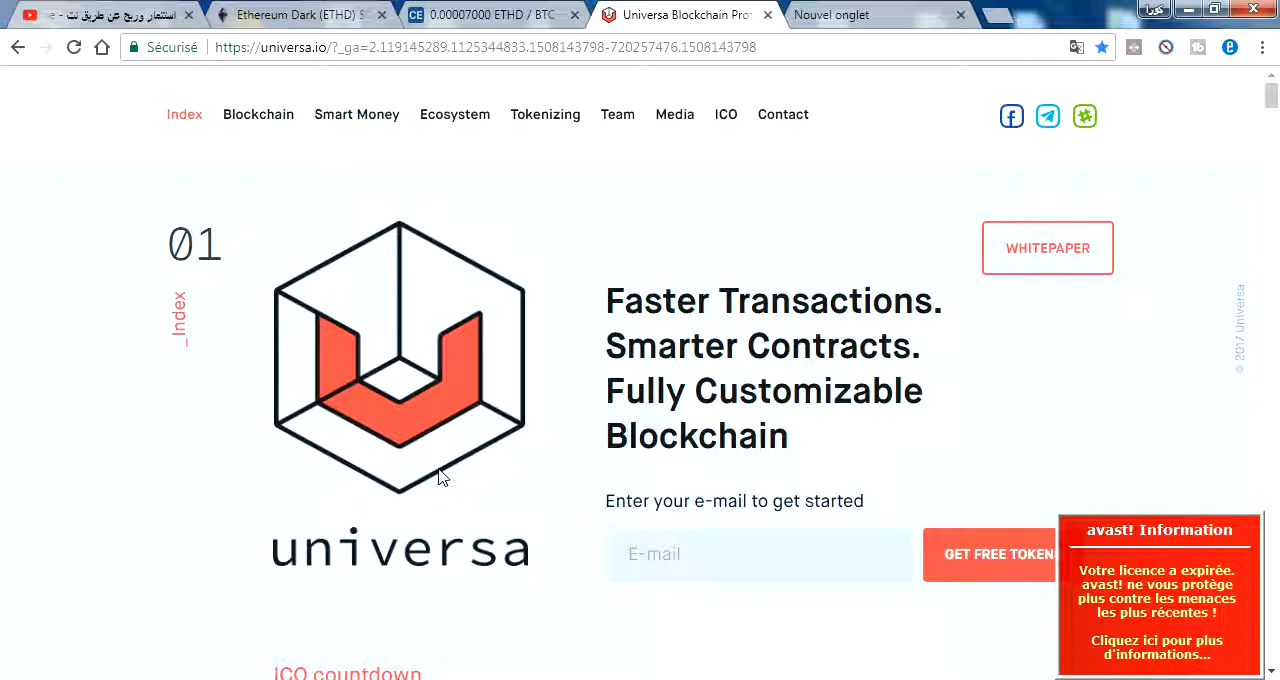 استثمار وربح عن طريق نت - e
Ethereum Dark (ETHD) SC
CE 0.00007000 ETHD / BTC
Universa Blockchain Prot
Nouvel onglet
كورا
Sécurisé
https://universa.io/?_ga=2.119145289.1125344833.1508143798-720257476.1508143798
Index Blockchain Smart Money Ecosystem Tokenizing Team Media ICO Contact
01
_Index
WHITEPAPER
Faster Transactions.
Smarter Contracts.
Fully Customizable
Blockchain
© 2017 Universa
Enter your e-mail to get started
E-mail
GET FREE TOKEN
universa
ICO countdown
avast! Information
Votre licence a expirée.
avast! ne vous protège
plus contre les menaces
les plus récentes !
Cliquez ici pour plus
d'informations...